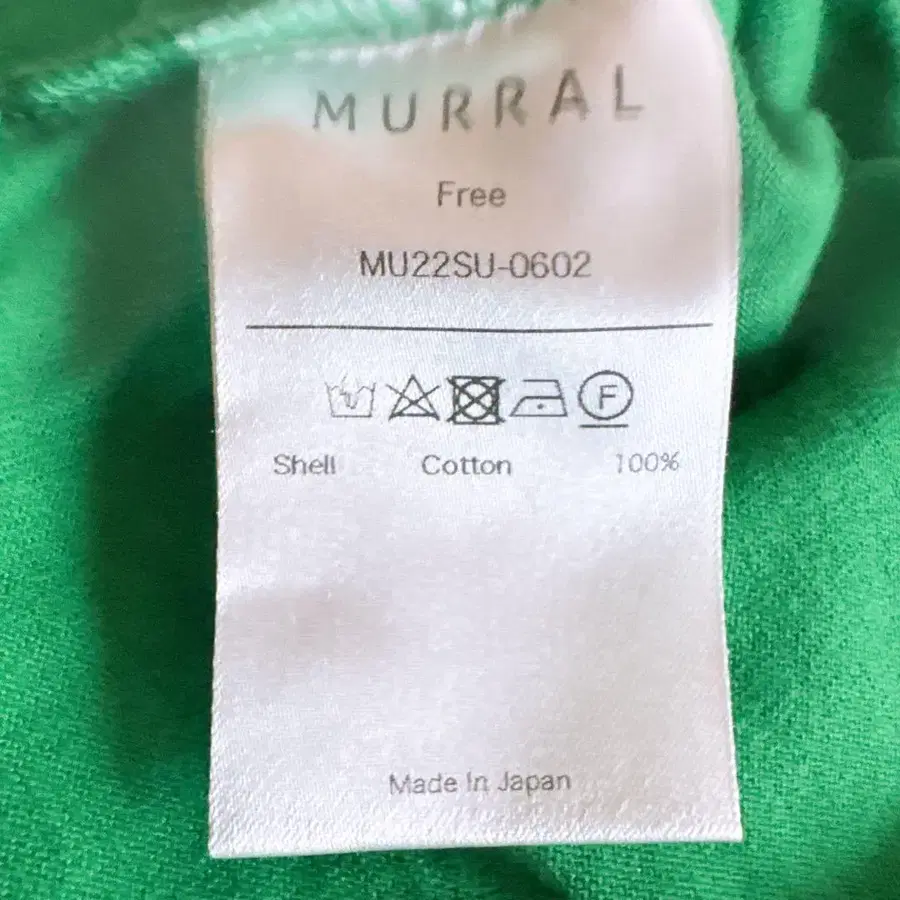 MURRAL
Free
MU22SU-0602
F
Shell Cotton 100%
Made In Japan